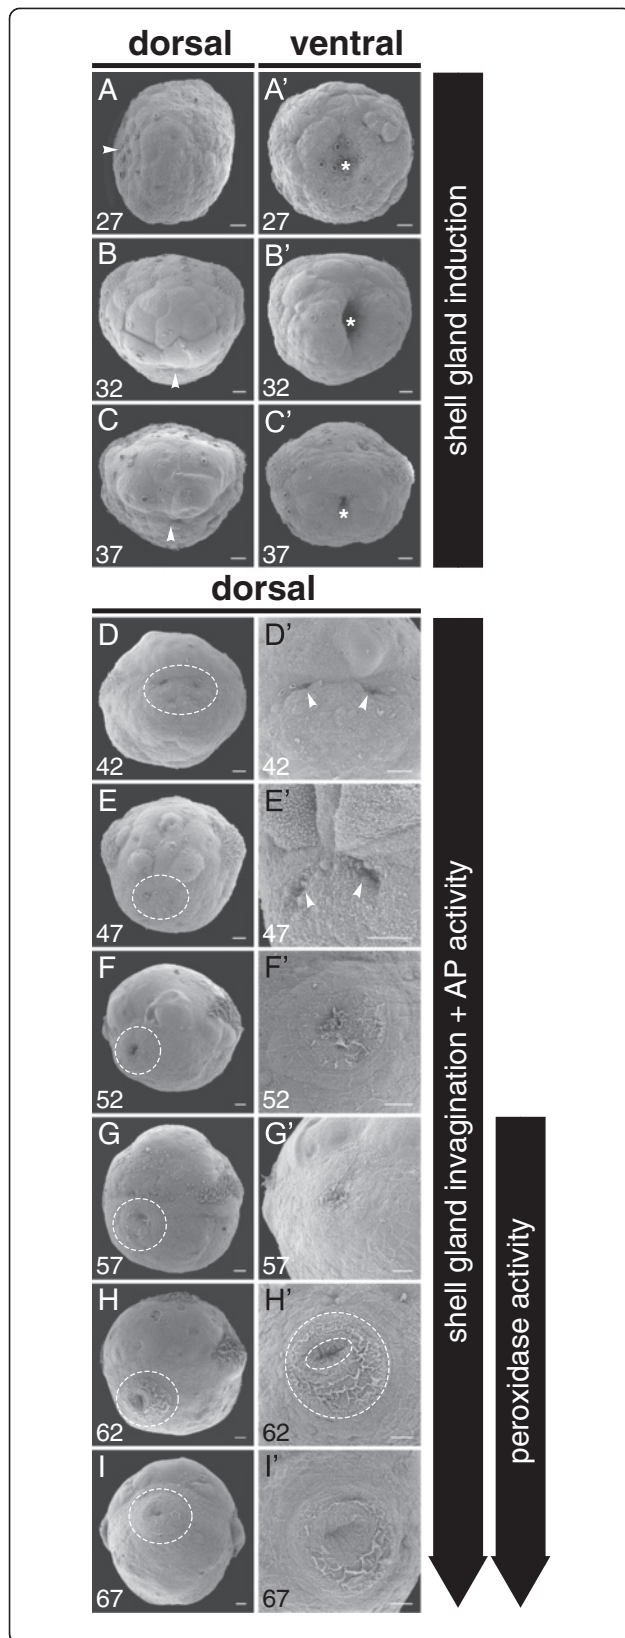 dorsal ventral
A A’
* 
27 27
B B’
*
32 32
C C’
*
37 37
shell gland induction
dorsal
D D’
42 42
E E’
47 47
F F’
52 52
G G’
57 57
H H’
62 62
I I’
67 67
shell gland invagination + AP activity
peroxidase activity